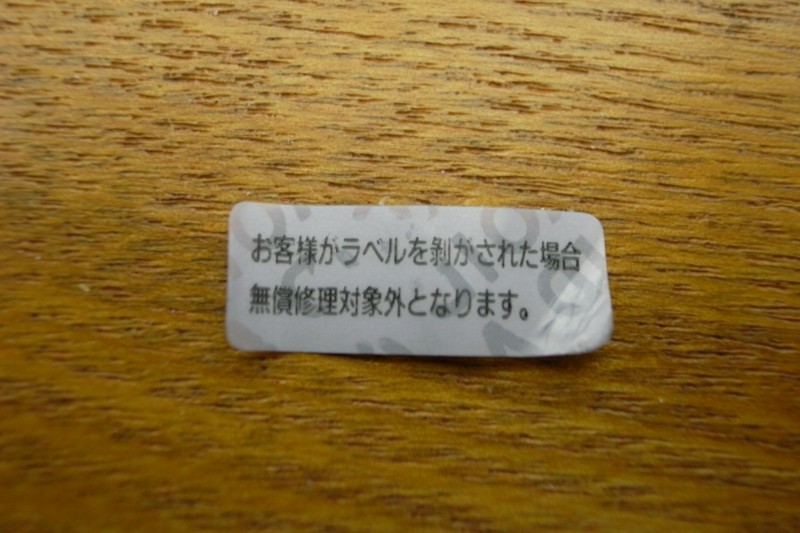 お客様がラベルを剥がされた場合
無償修理対象外となります。